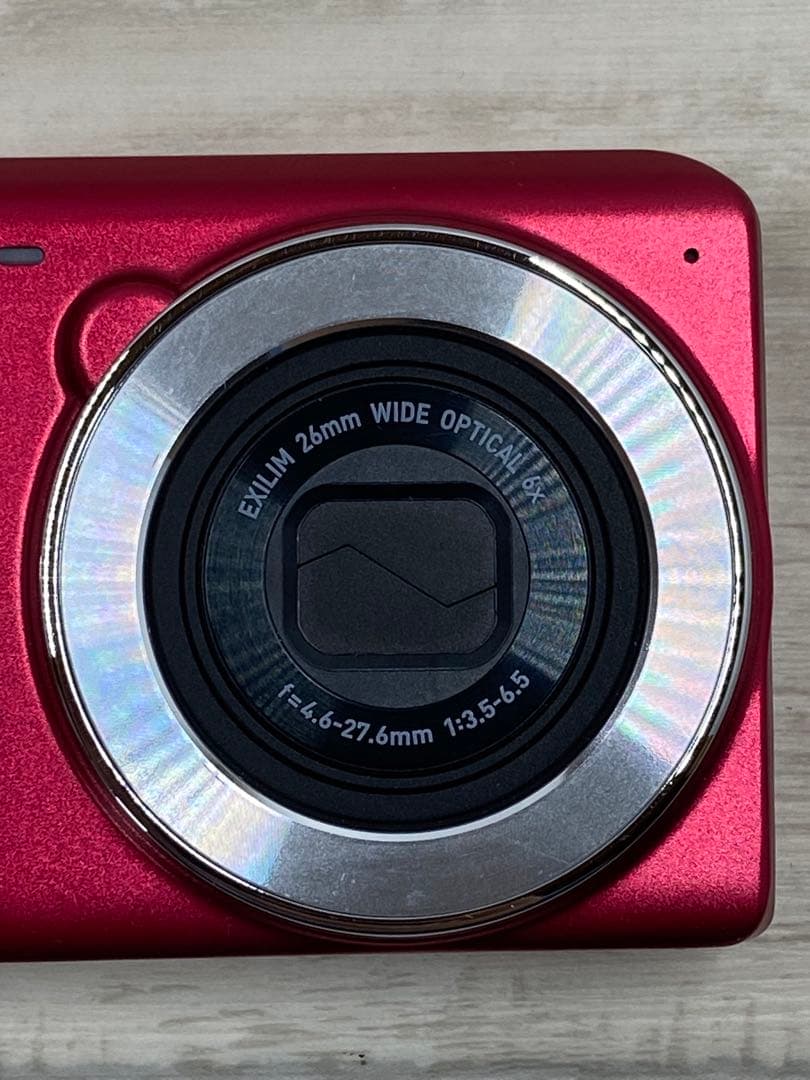 EXILIM 26mm WIDE OPTICAL 6x
f=4.6-27.6mm 1:3.5-6.5